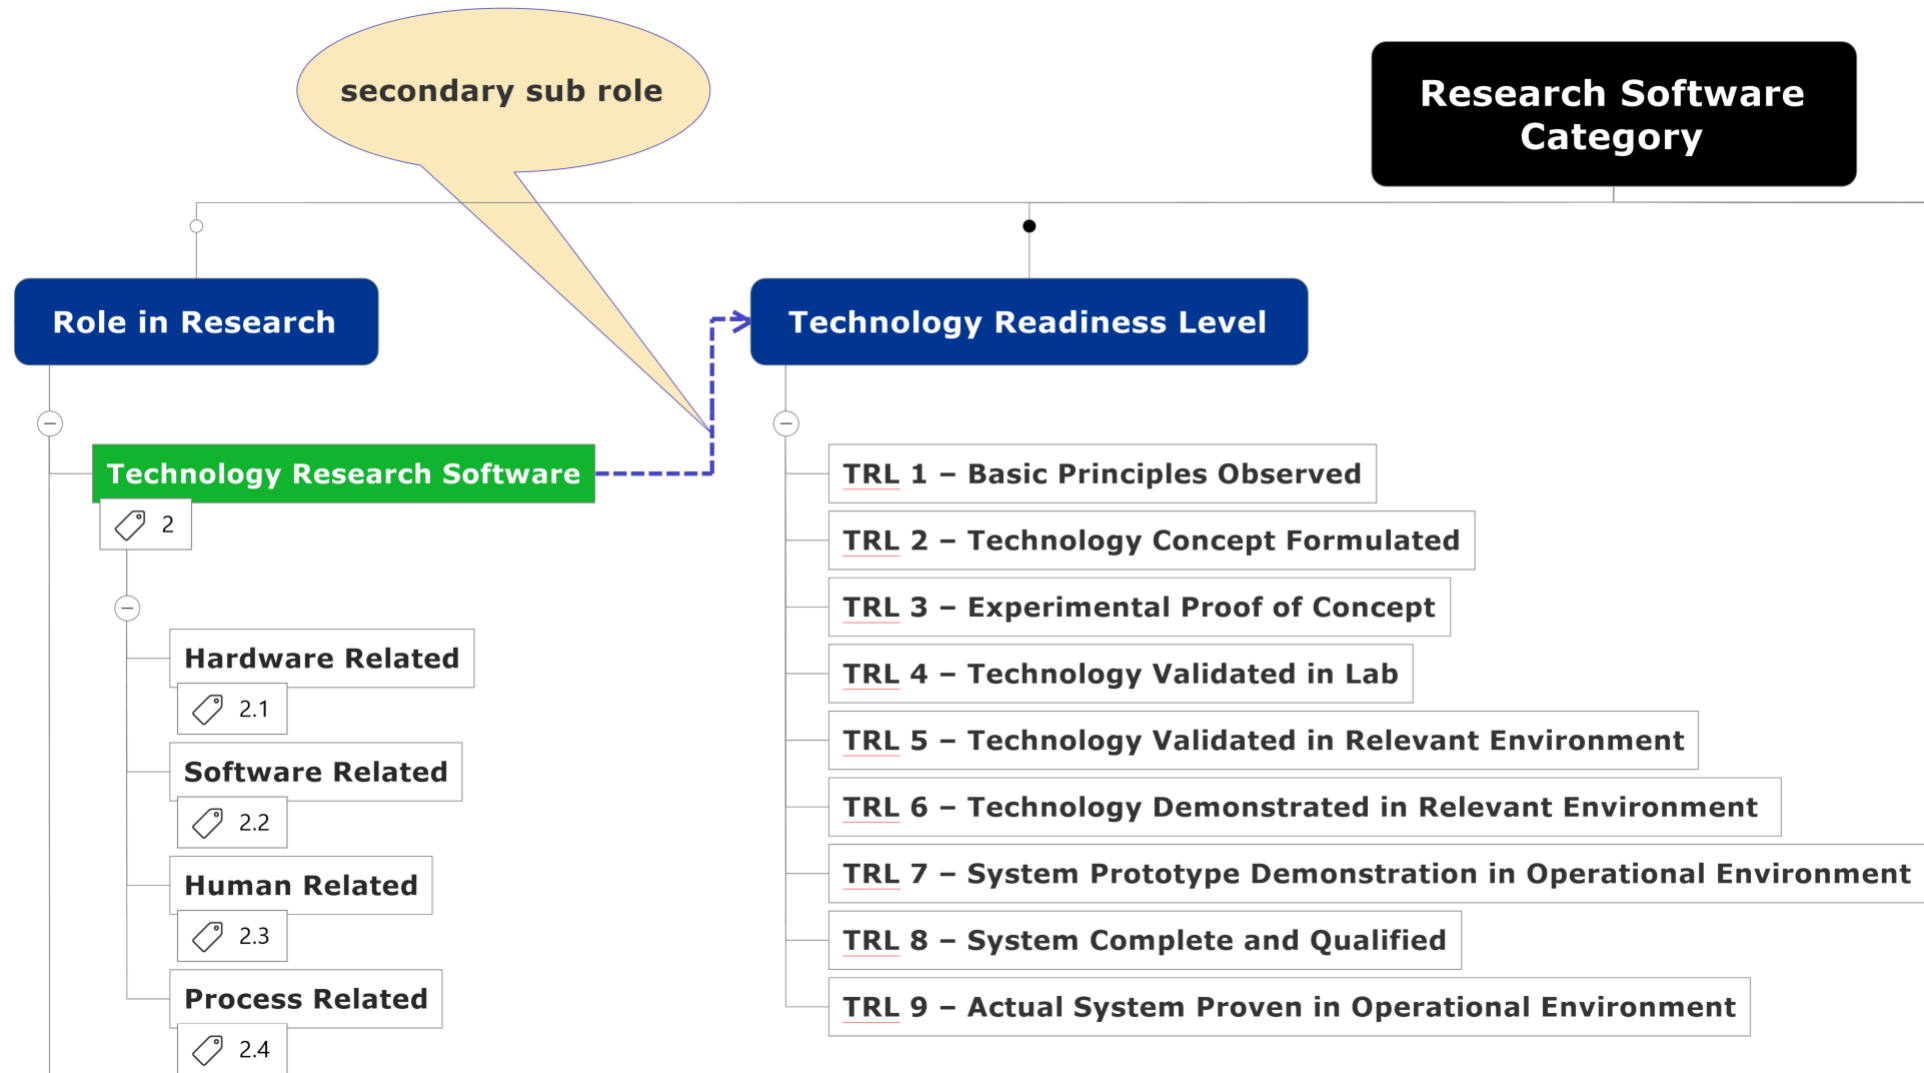 secondary sub role
Research Software
Category
Role in Research
Technology Readiness Level
Technology Research Software
2
Hardware Related
2.1
Software Related
2.2
Human Related
2.3
Process Related
2.4
TRL 1 – Basic Principles Observed
TRL 2 – Technology Concept Formulated
TRL 3 – Experimental Proof of Concept
TRL 4 – Technology Validated in Lab
TRL 5 – Technology Validated in Relevant Environment
TRL 6 – Technology Demonstrated in Relevant Environment
TRL 7 – System Prototype Demonstration in Operational Environment
TRL 8 – System Complete and Qualified
TRL 9 – Actual System Proven in Operational Environment